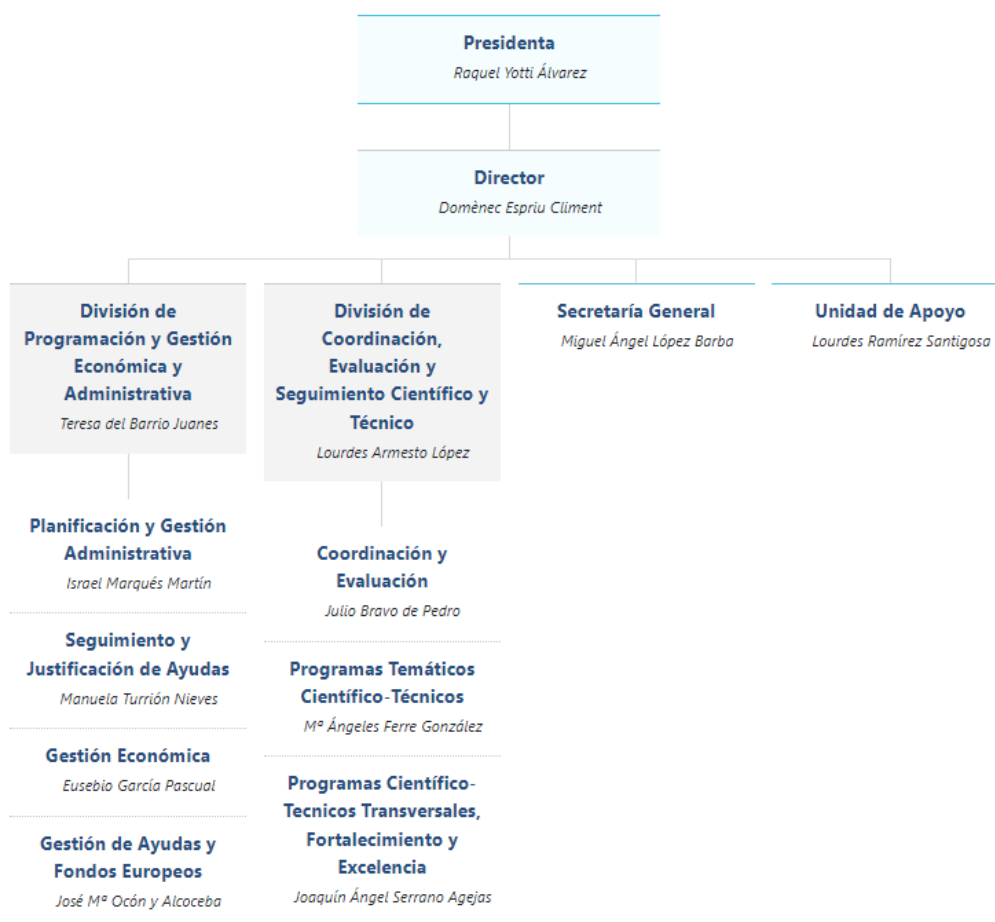 Presidenta
Raquel Yotti Álvarez
Director
Domènec Espriu Climent
División de
Programación y Gestión
Económica y
Administrativa
Teresa del Barrio Juanes
Planificación y Gestión
Administrativa
Israel Marqués Martín
Seguimiento y
Justificación de Ayudas
Manuela Turrión Nieves
Gestión Económica
Eusebio García Pascual
Gestión de Ayudas y
Fondos Europeos
José Mª Ocón y Alcoceba
División de
Coordinación,
Evaluación y
Seguimiento Científico y
Técnico
Lourdes Armesto López
Coordinación y
Evaluación
Julio Bravo de Pedro
Programas Temáticos
Científico-Técnicos
Mª Ángeles Ferre González
Programas Científico-
Tecnicos Transversales,
Fortalecimiento y
Excelencia
Joaquín Ángel Serrano Agejas
Secretaría General
Miguel Ángel López Barba
Unidad de Apoyo
Lourdes Ramírez Santigosa